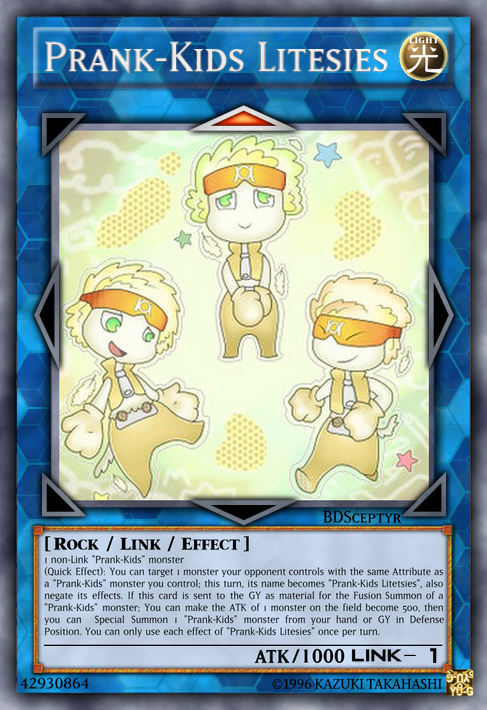 Prank-Kids Litesies
LIGHT
光
BDSceptyr
[ Rock / Link / Effect ]
1 non-Link "Prank-Kids" monster
(Quick Effect): You can target 1 monster your opponent controls with the same Attribute as
a "Prank-Kids" monster you control; this turn, its name becomes "Prank-Kids Litetsies", also
negate its effects. If this card is sent to the GY as material for the Fusion Summon of a
"Prank-Kids" monster; You can make the ATK of 1 monster on the field become 500, then
you can Special Summon 1 "Prank-Kids" monster from your hand or GY in Defense
Position. You can only use each effect of "Prank-Kids Litesies" once per turn.
ATK/1000 LINK- 1
42930864
©1996 KAZUKI TAKAHASHI